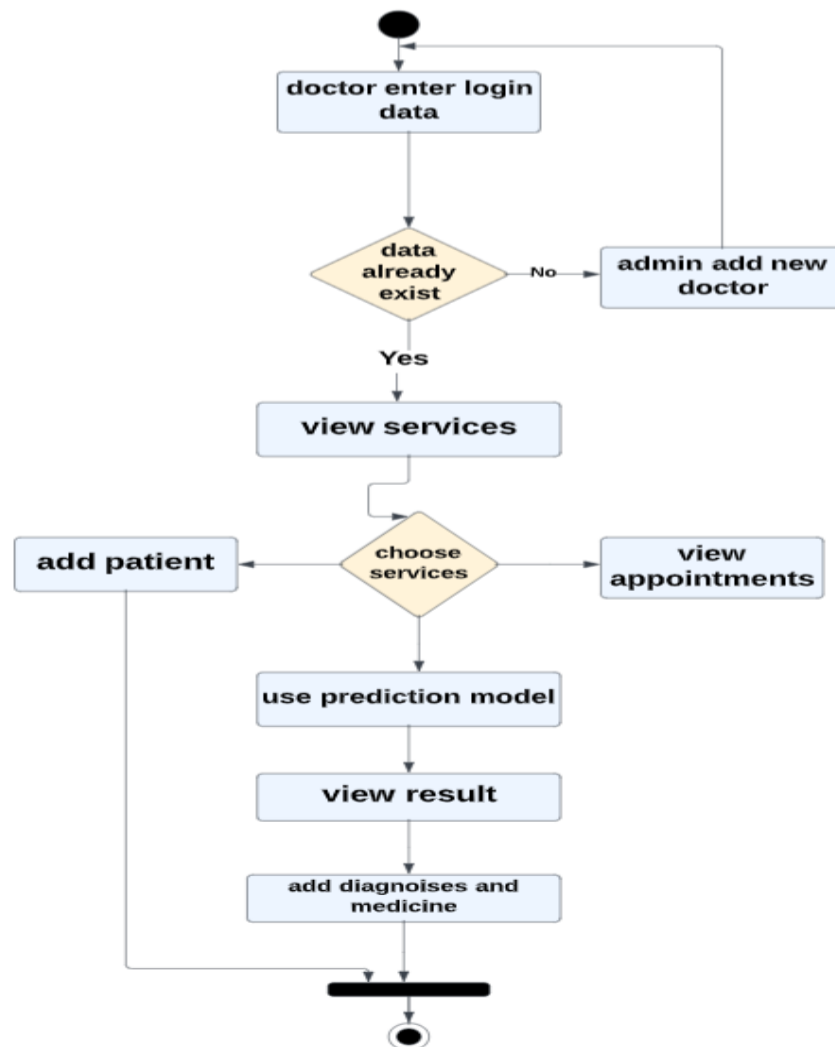 doctor enter login
data
data
already
exist
No
admin add new
doctor
Yes
view services
add patient
choose
services
view
appointments
use prediction model
view result
add diagnoises and
medicine